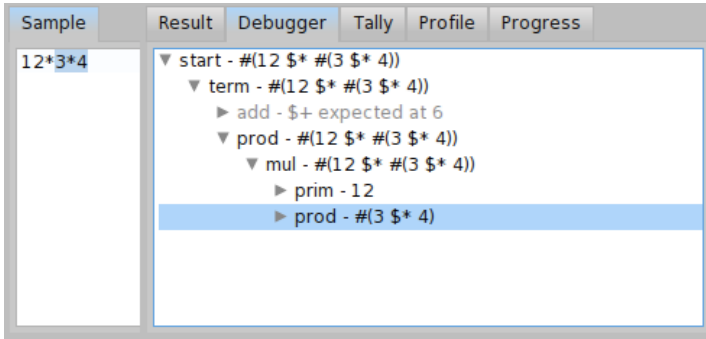 Sample
Result Debugger Tally Profile Progress
12*3*4
start - #(12 $* #(3 $* 4))
term - #(12 $* #(3 $* 4))
add - $+ expected at 6
prod - #(12 $* #(3 $* 4))
mul - #(12 $* #(3 $* 4))
prim - 12
prod - #(3 $* 4)